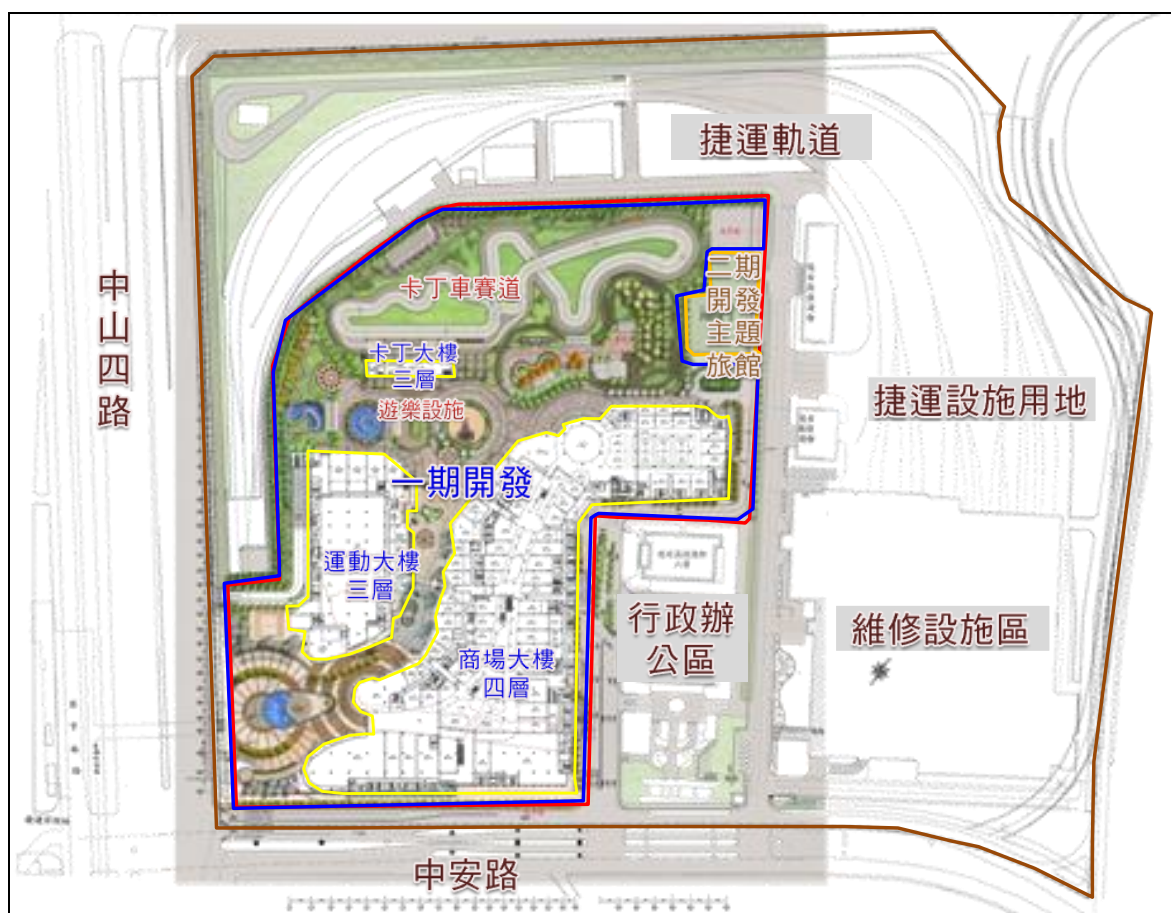 捷運軌道
中
山
四
路
二期
開發
主題
旅館
卡丁車賽道
卡丁大樓
三層
遊樂設施
捷運設施用地
一期開發
運動大樓
三層
行政辦
公區
維修設施區
商場大樓
四層
中安路